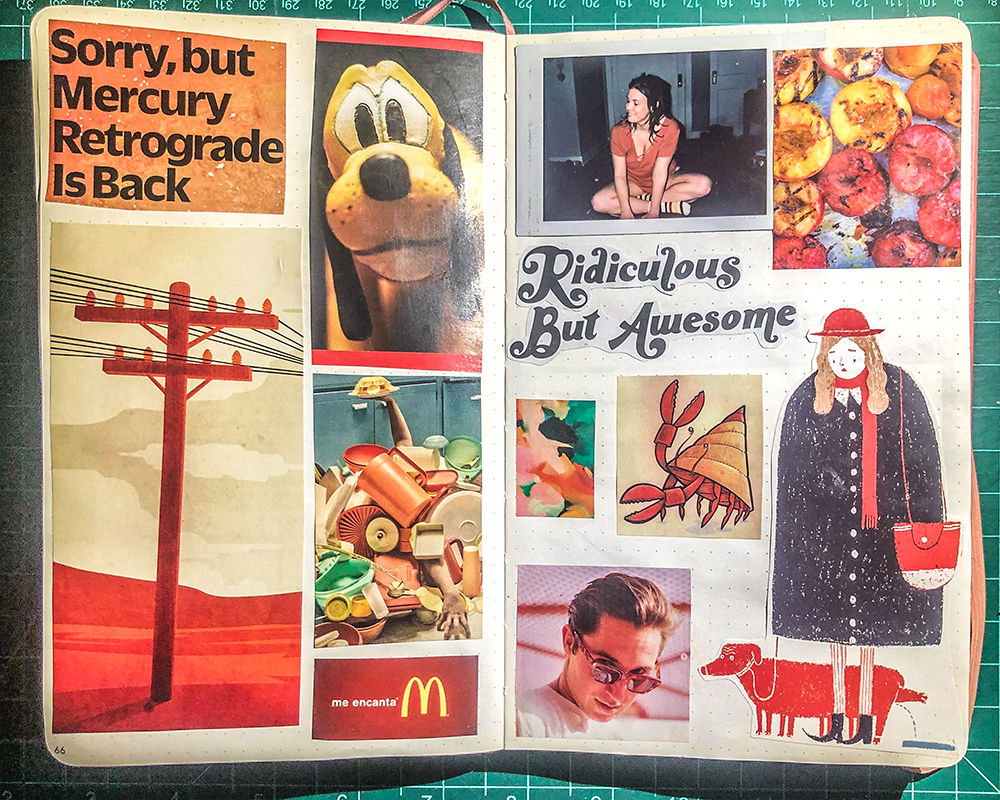 Sorry, but
Mercury
Retrograde
Is Back
me encanta
66
Ridiculous
But Awesome